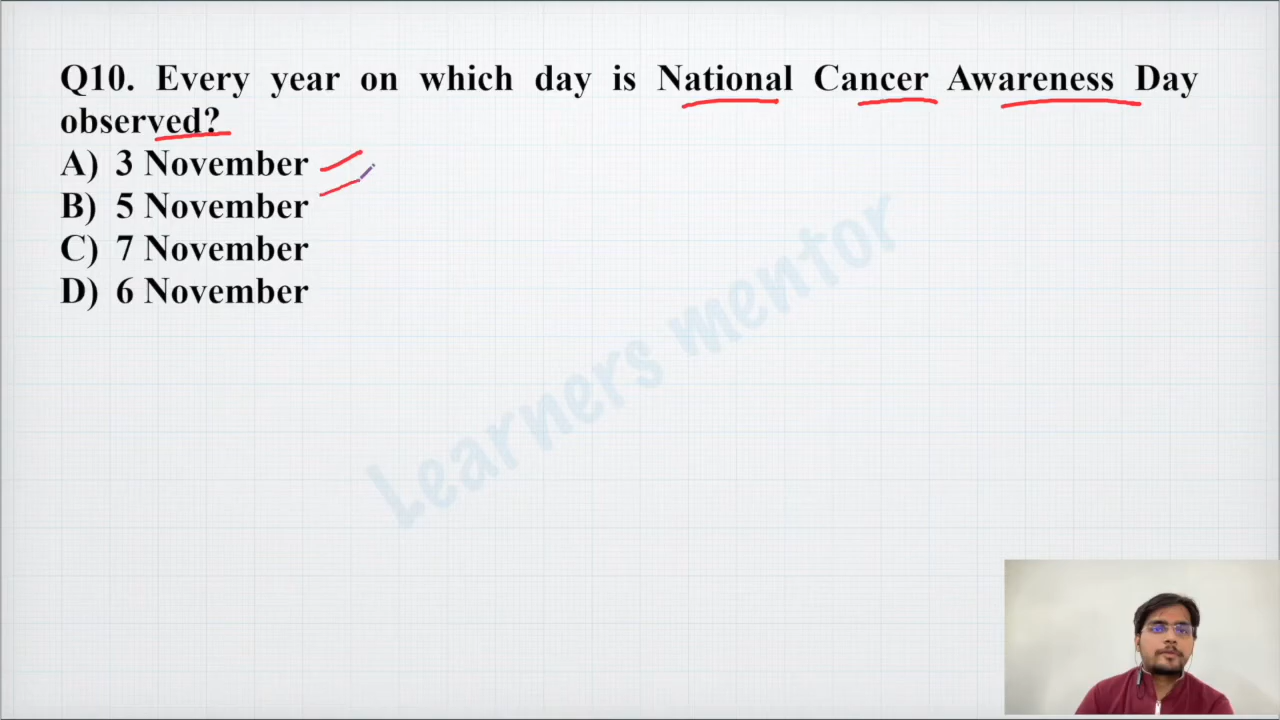 Q10. Every year on which day is National Cancer Awareness Day
observed?
A) 3 November
B) 5 November
C) 7 November
D) 6 November
Learners mentor